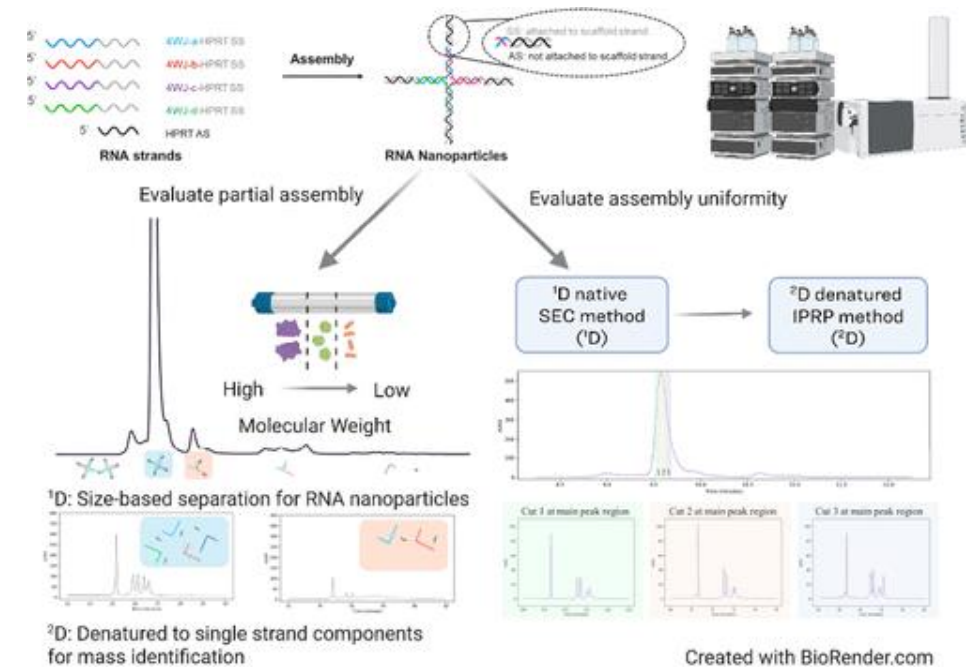 5'
4WJ-a-HPRT SS
5'
4WJ-b-HPRT SS
5'
4WJ-c-HPRT SS
5'
4WJ-d-HPRT SS
5'
HPRT AS
RNA strands
Assembly
SS: attached to scaffold strand
AS: not attached to scaffold strand
RNA Nanoparticles
Evaluate partial assembly
Evaluate assembly uniformity
High
Low
Molecular Weight
¹D native
SEC method
(¹D)
²D denatured
IPRP method
(²D)
¹D: Size-based separation for RNA nanoparticles
Cut 1 at main peak region
Cut 2 at main peak region
Cut 3 at main peak region
²D: Denatured to single strand components
for mass identification
Created with BioRender.com